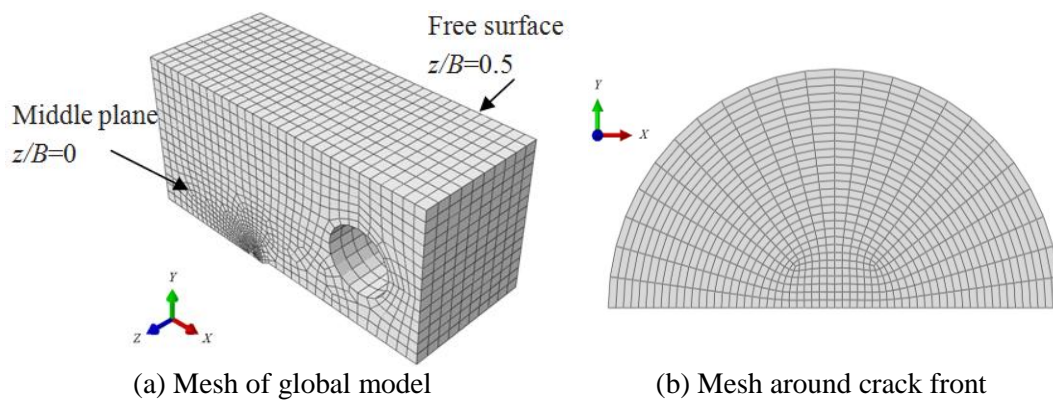 Free surface
z/B=0.5
Middle plane
z/B=0
Y
Z
X
Y
X
(a) Mesh of global model
(b) Mesh around crack front